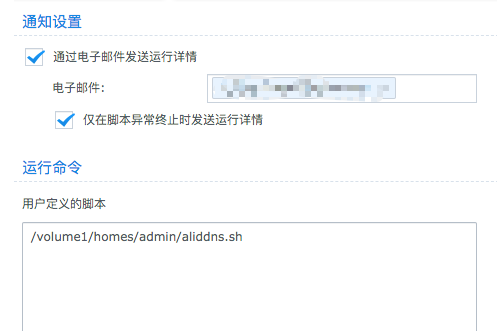 通知设置
通过电子邮件发送运行详情
电子邮件:
仅在脚本异常终止时发送运行详情
运行命令
用户定义的脚本
/volume1/homes/admin/aliddns.sh